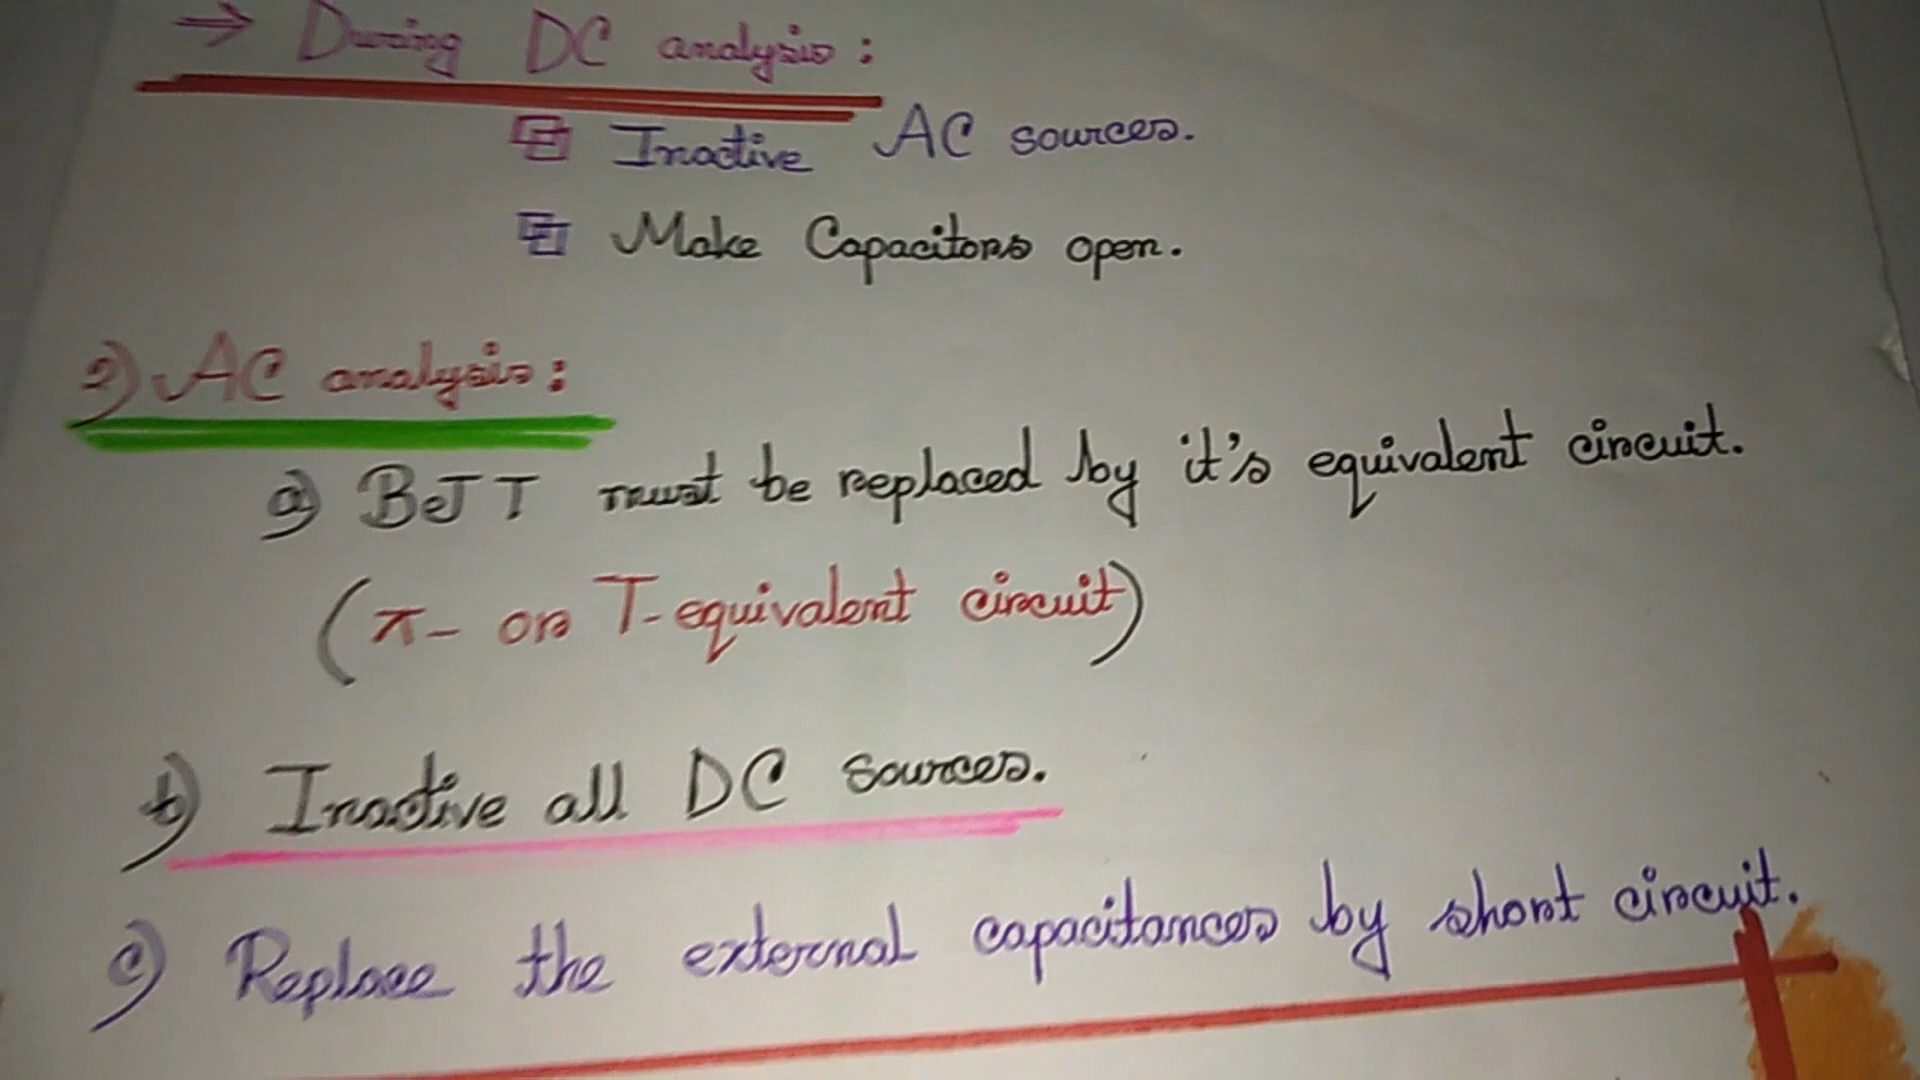 → During DC analysis:
Inactive AC sources.
Make Capacitors open.
2) AC analysis:
a) BJT must be replaced by it's equivalent circuit.
(π- or T-equivalent circuit)
b) Inactive all DC sources.
c) Replace the external capacitances by short circuit.